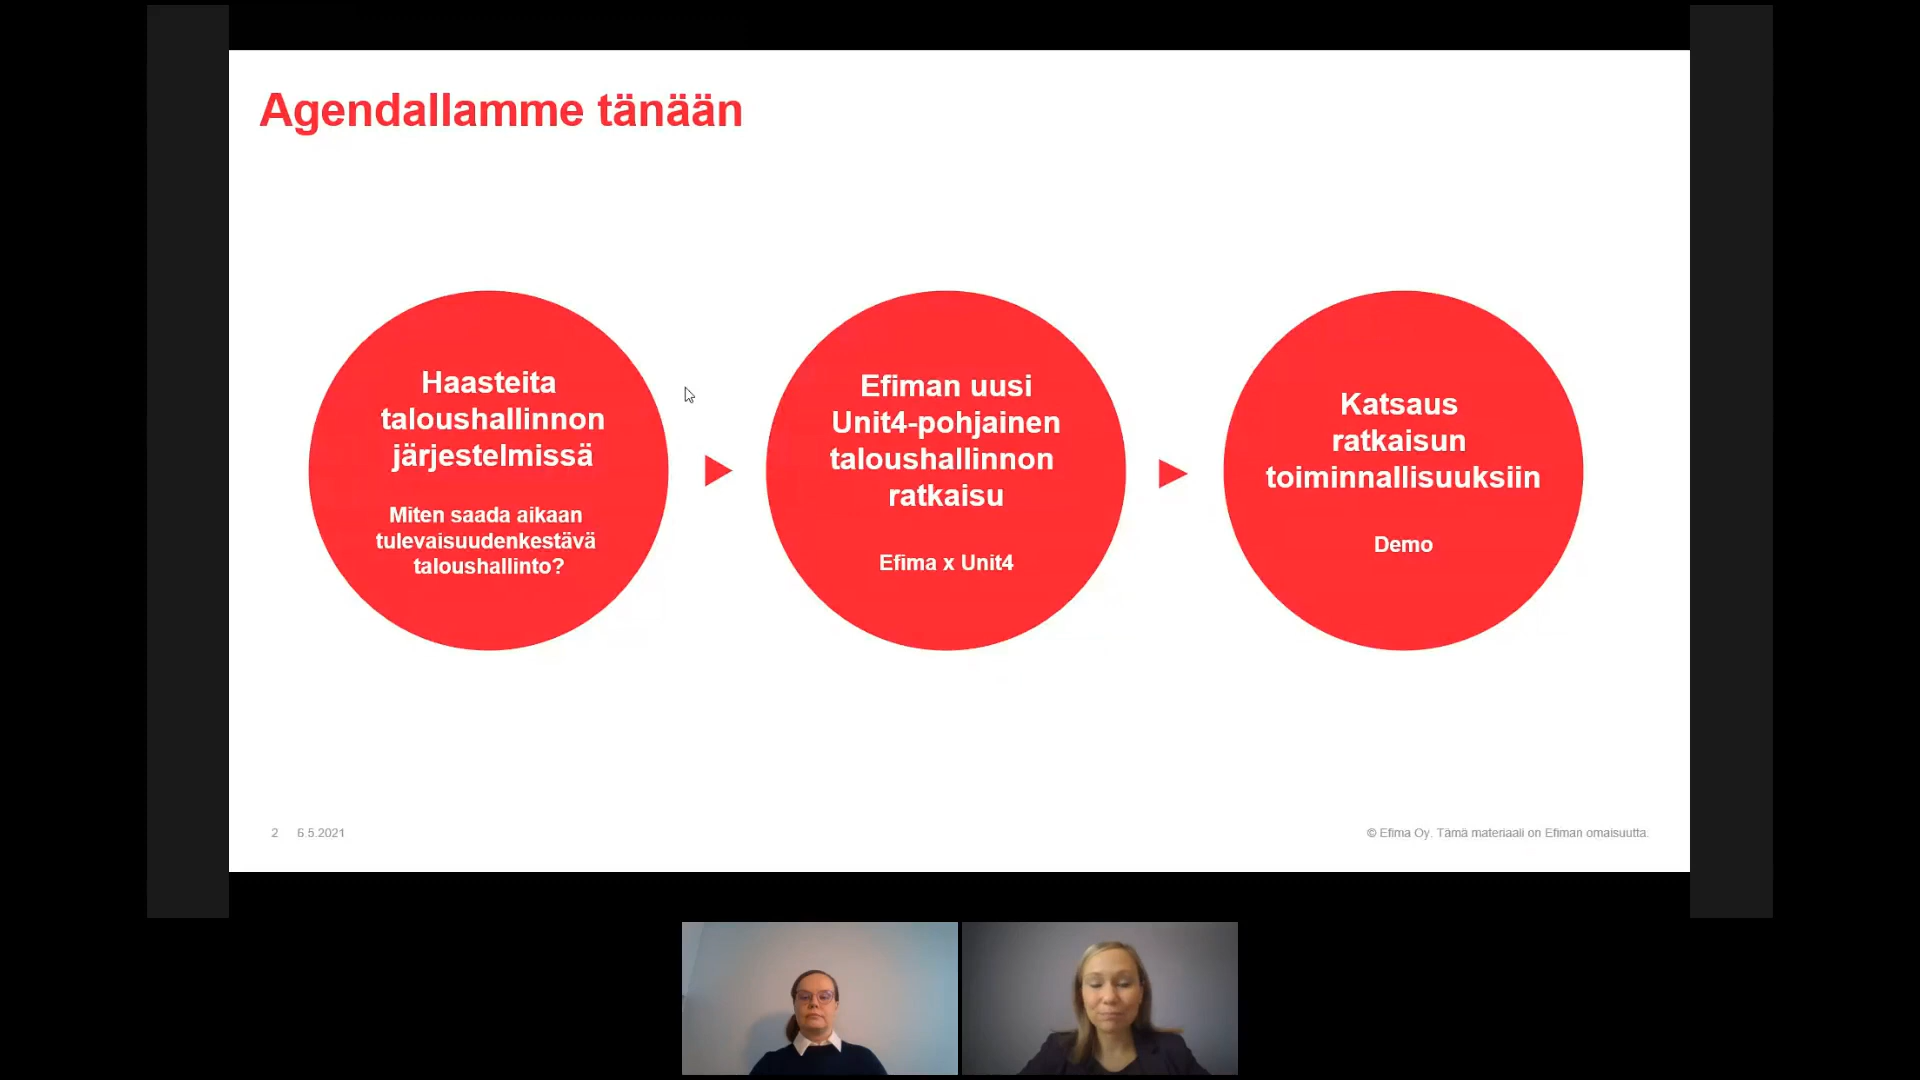 Agendallamme tänään
Haasteita
taloushallinnon
järjestelmissä
Miten saada aikaan
tulevaisuudenkestävä
taloushallinto?
Efiman uusi
Unit4-pohjainen
taloushallinnon
ratkaisu
Efima x Unit4
Katsaus
ratkaisun
toiminnallisuuksiin
Demo
2 6.5.2021
© Efima Oy. Tämä materiaali on Efiman omaisuutta.